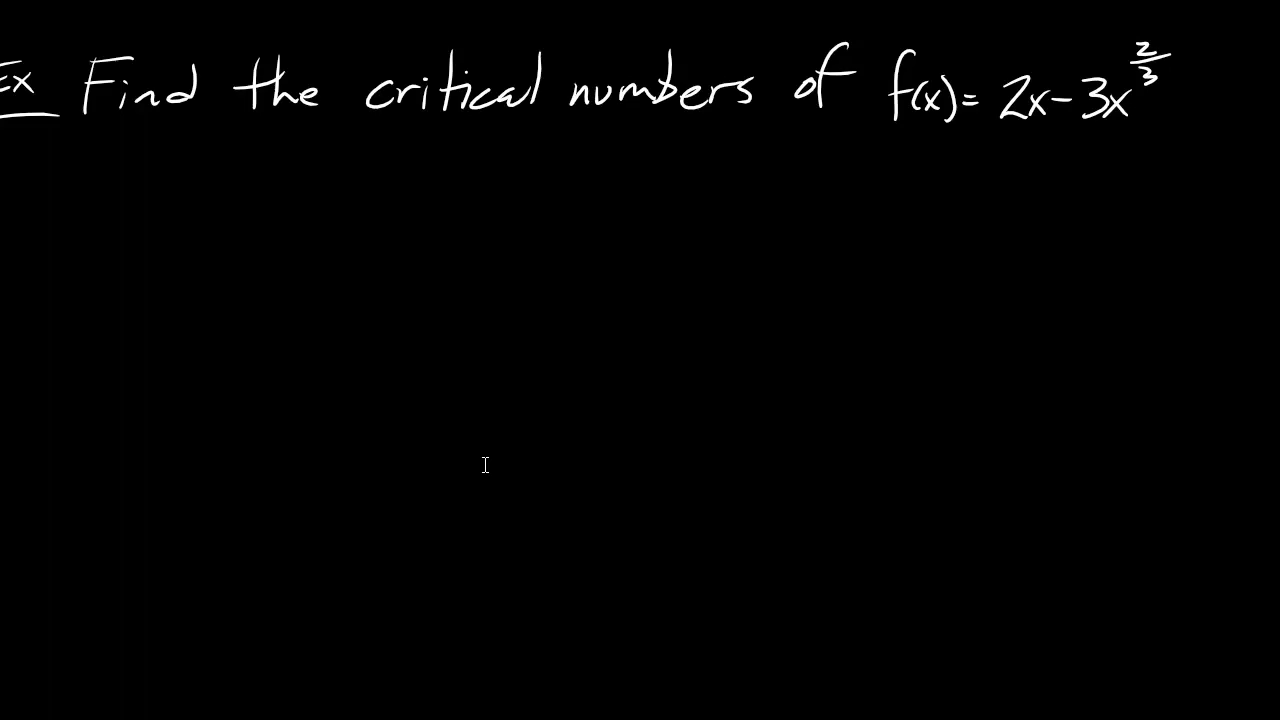 Ex Find the critical numbers of f(x) = 2x - 3x^{2/3}